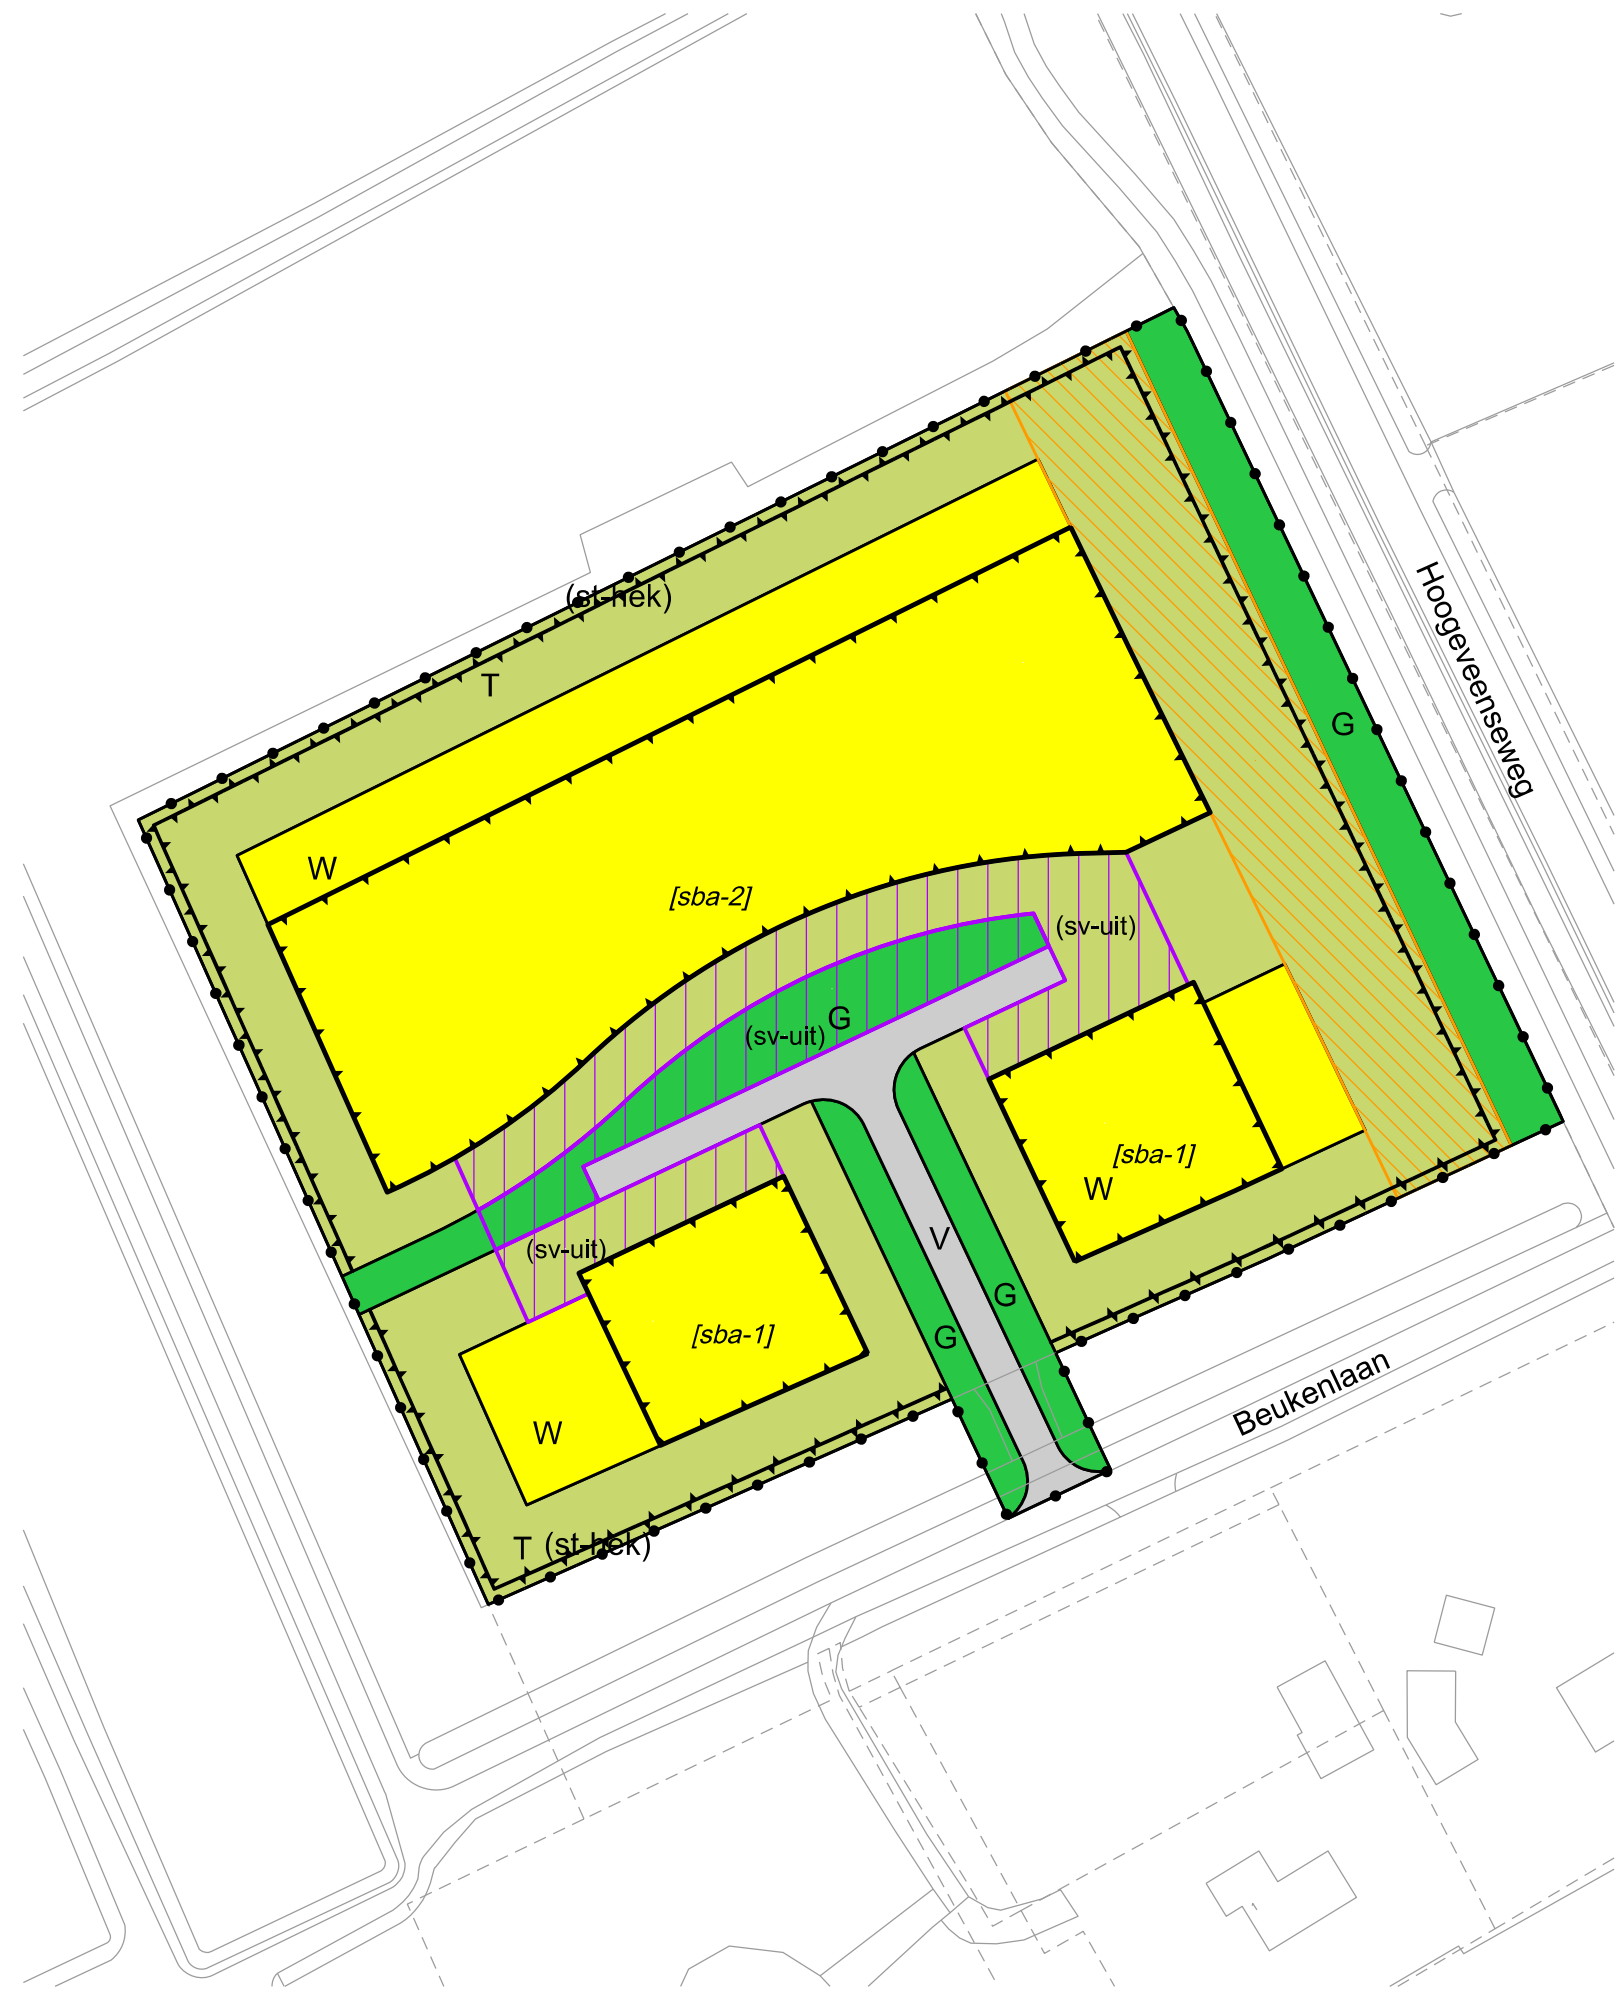 (st-hek)
T
Hoogeveenseweg
G
W
[sba-2]
(sv-uit)
G
(sv-uit)
[sba-1]
W
V
(sv-uit)
G
[sba-1]
G
Beukenlaan
W
T (st-hek)